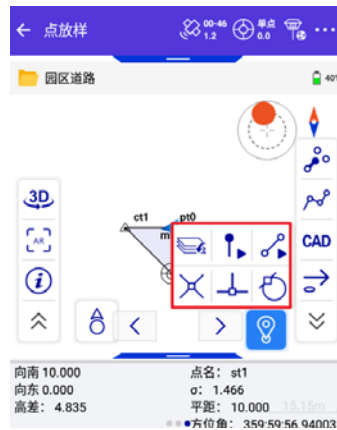 点放样
00-46
1.2
单点
0.0
园区道路
40%
3D
AR
i
CAD
ct1
pt0
m
向南 10.000
点名: st1
向东 0.000
σ: 1.466
高差: 4.835
平距: 10.000
15.15m
方位角: 359:59:56.94003